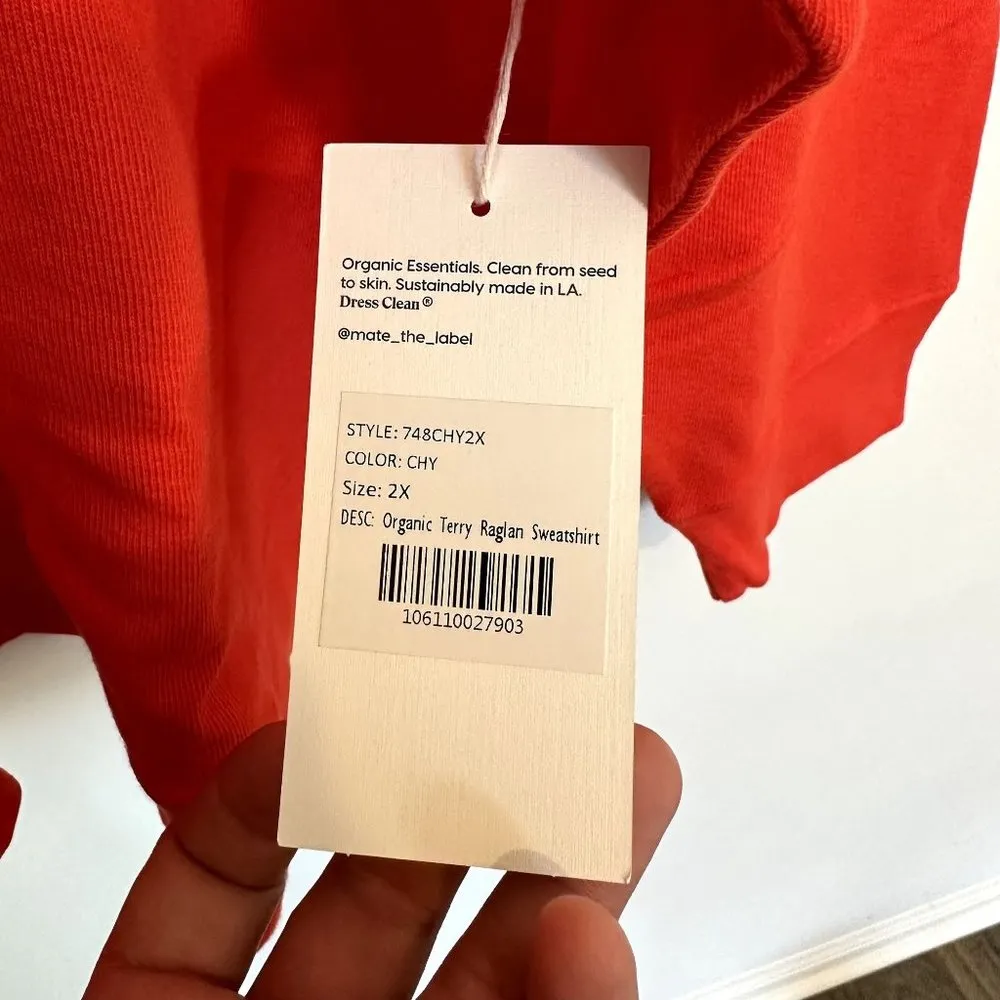 Organic Essentials. Clean from seed
to skin. Sustainably made in LA.
Dress Clean®
@mate_the_label
STYLE: 748CHY2X
COLOR: CHY
Size: 2X
DESC: Organic Terry Raglan Sweatshirt
106110027903